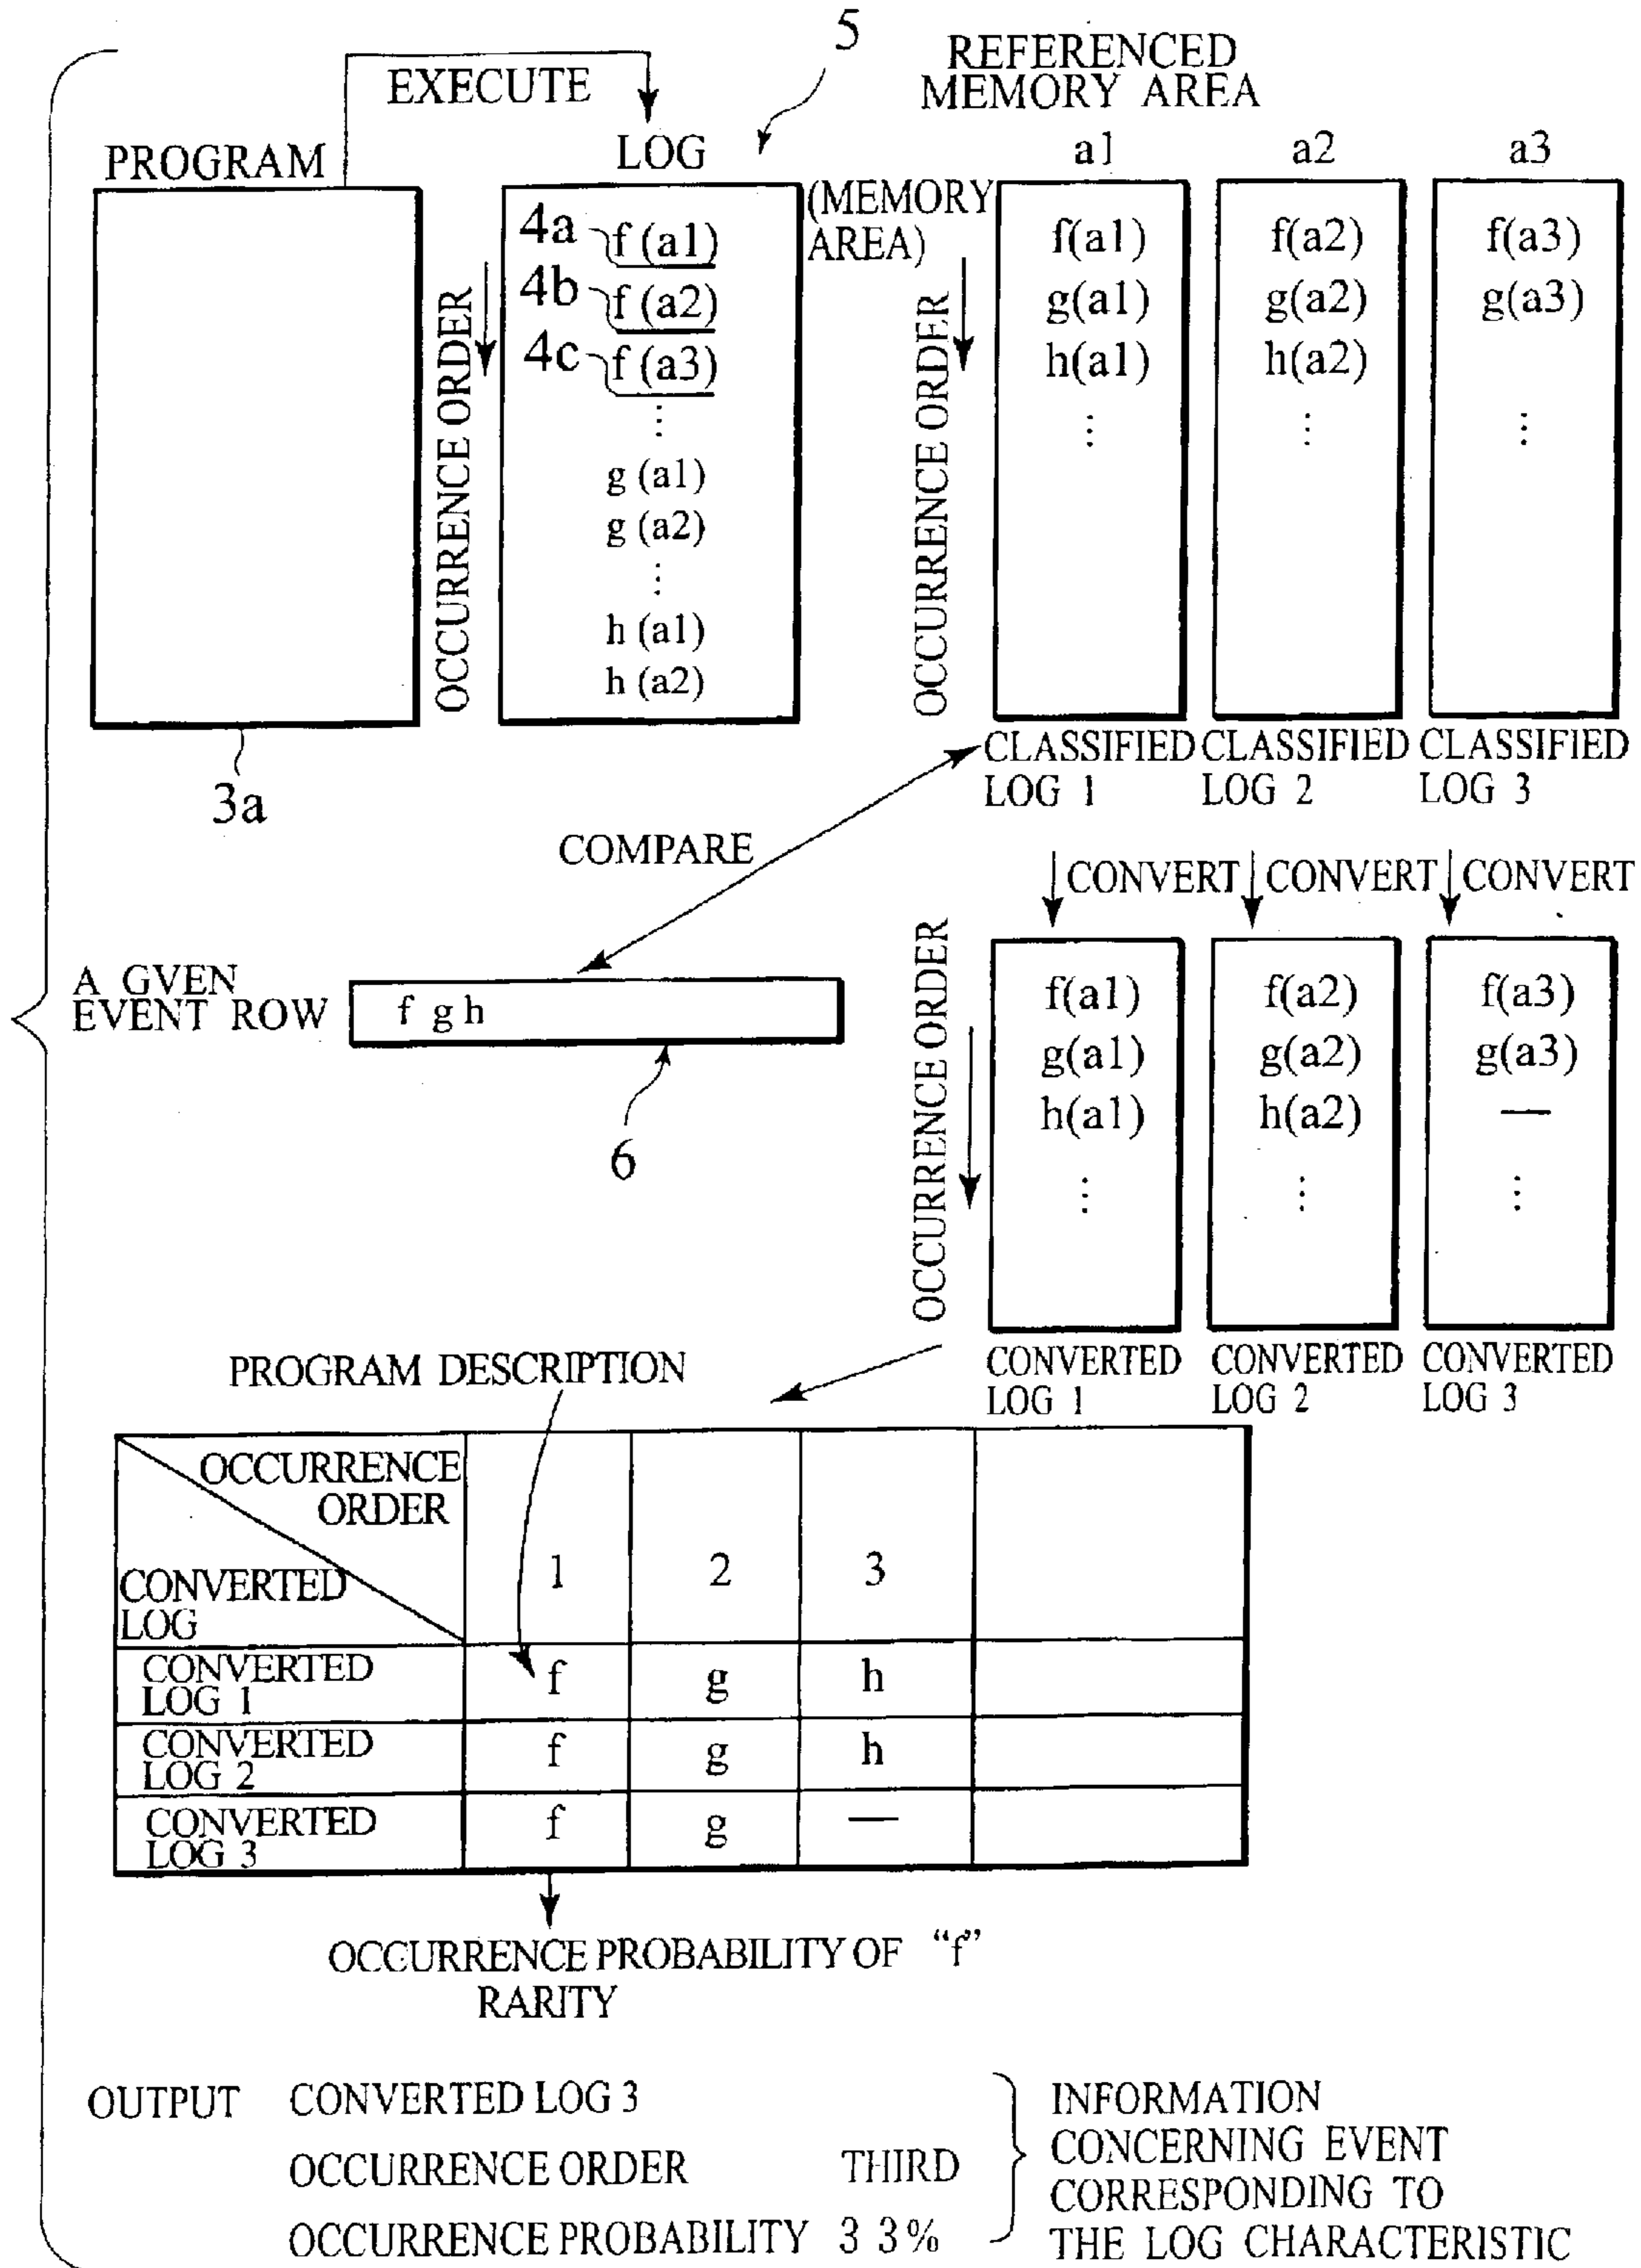 5
REFERENCED
MEMORY AREA
EXECUTE
PROGRAM
LOG
a1 a2 a3
(MEMORY
AREA)
4a f (a1)
4b f (a2)
4c f (a3)
⋮
g (a1)
g (a2)
⋮
h (a1)
h (a2)
OCCURRENCE ORDER
3a
OCCURRENCE ORDER
f(a1) f(a2) f(a3)
g(a1) g(a2) g(a3)
h(a1) h(a2)
⋮ ⋮ ⋮
CLASSIFIED CLASSIFIED CLASSIFIED
LOG 1 LOG 2 LOG 3
COMPARE
CONVERT CONVERT CONVERT
A GVEN
EVENT ROW
f g h
6
OCCURRENCE ORDER
f(a1) f(a2) f(a3)
g(a1) g(a2) g(a3)
h(a1) h(a2) —
⋮ ⋮ ⋮
CONVERTED CONVERTED CONVERTED
LOG 1 LOG 2 LOG 3
PROGRAM DESCRIPTION
OCCURRENCE
ORDER
CONVERTED
LOG
1 2 3
CONVERTED
LOG 1
f g h
CONVERTED
LOG 2
f g h
CONVERTED
LOG 3
f g —
OCCURRENCE PROBABILITY OF “f”
RARITY
OUTPUT CONVERTED LOG 3
OCCURRENCE ORDER THIRD
OCCURRENCE PROBABILITY 3 3%
INFORMATION
CONCERNING EVENT
CORRESPONDING TO
THE LOG CHARACTERISTIC